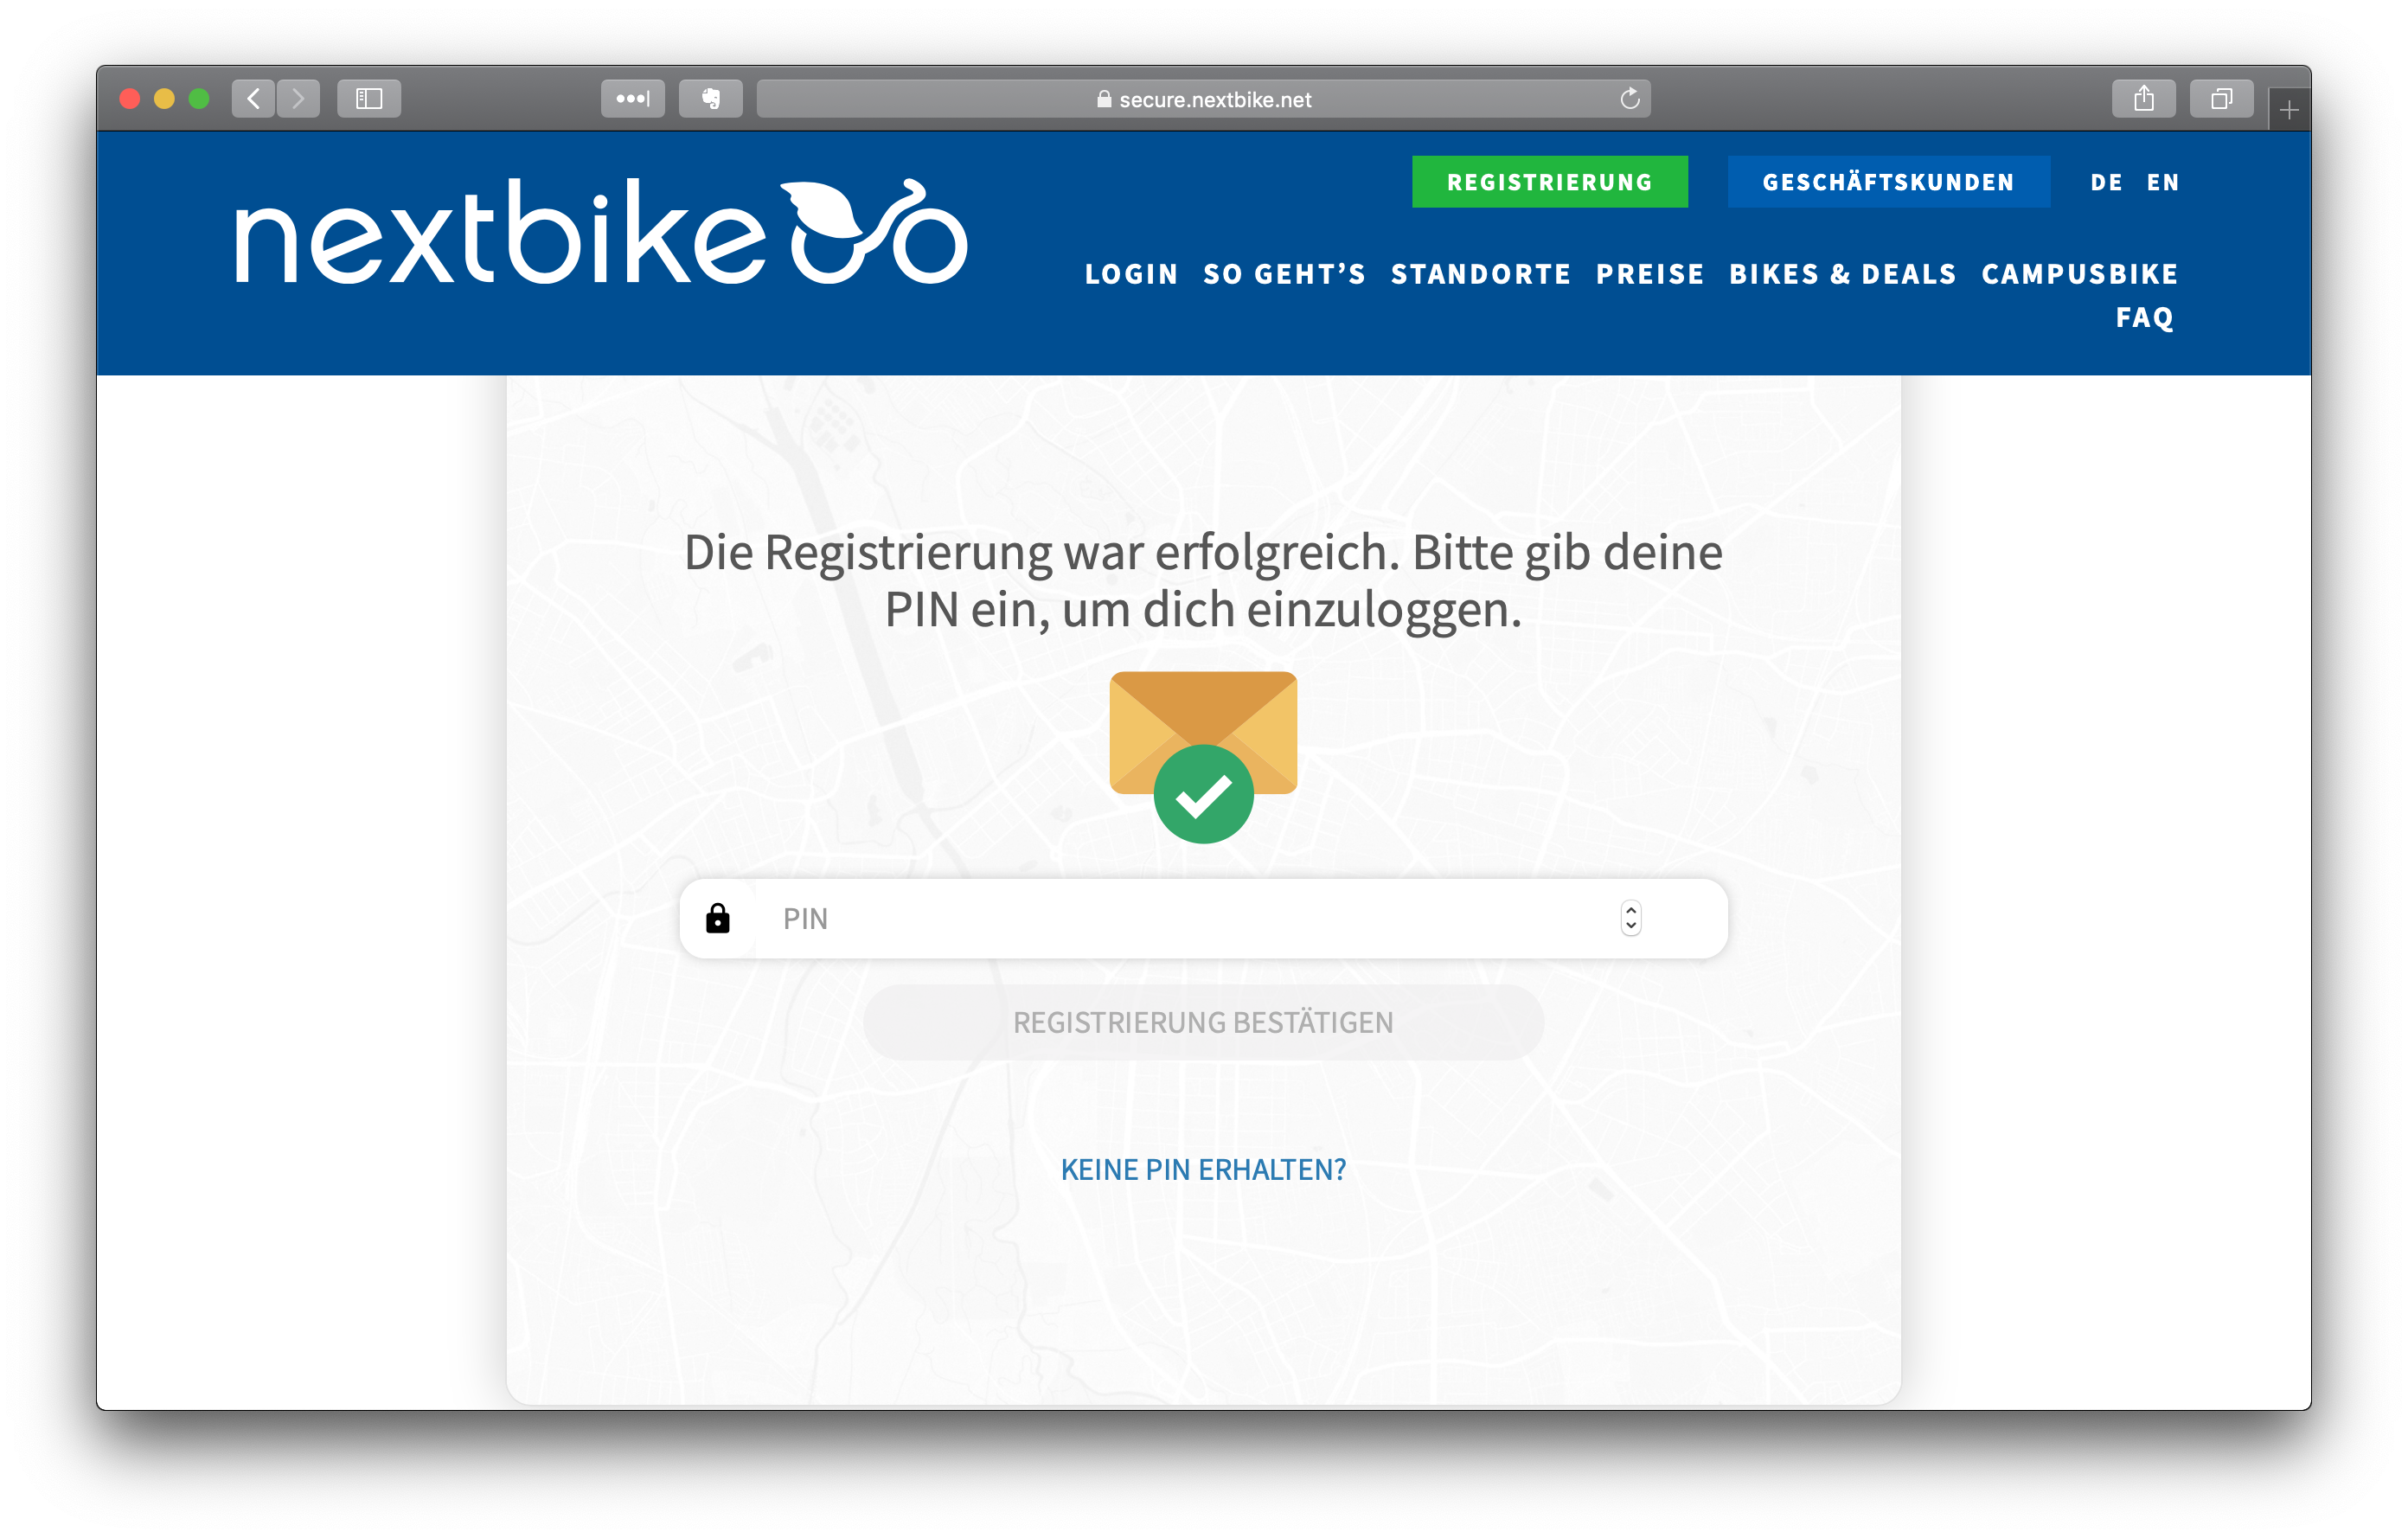 secure.nextbike.net
nextbike
REGISTRIERUNG GESCHÄFTSKUNDEN DE EN
LOGIN SO GEHT’S STANDORTE PREISE BIKES & DEALS CAMPUSBIKE
FAQ
Die Registrierung war erfolgreich. Bitte gib deine
PIN ein, um dich einzuloggen.
PIN
REGISTRIERUNG BESTÄTIGEN
KEINE PIN ERHALTEN?